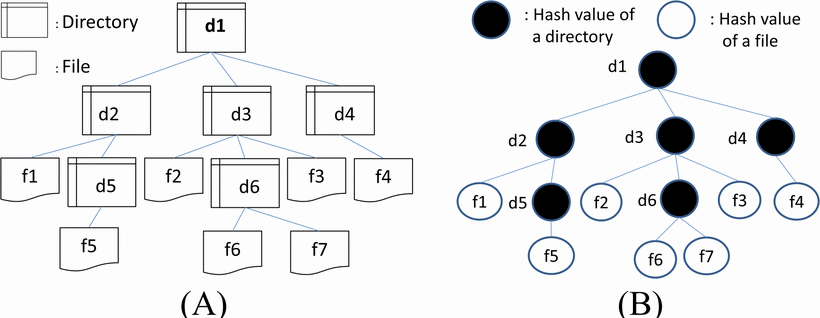 : Directory
: File
d1
d2
d3
d4
f1
d5
f2
d6
f3
f4
f5
f6
f7
(A)
: Hash value of
a directory
: Hash value
of a file
d1
d2
d3
d4
f1
d5
f2
d6
f3
f4
f5
f6
f7
(B)